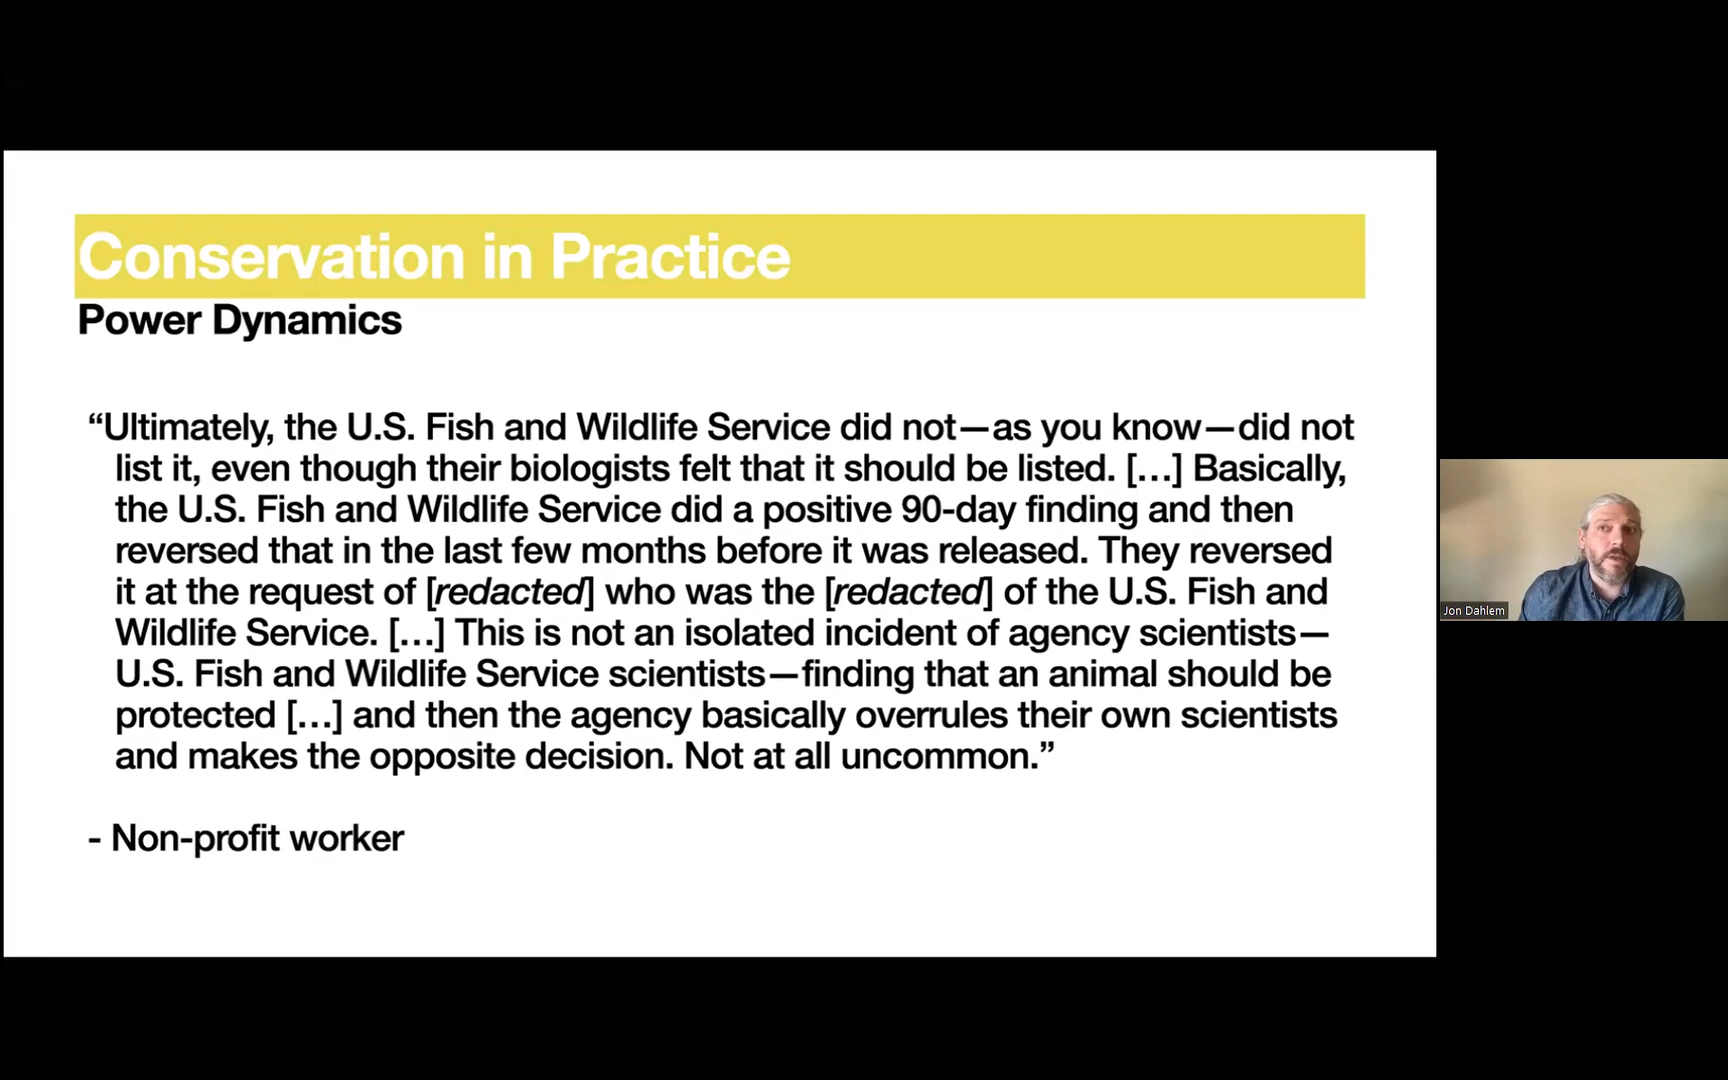 Conservation in Practice
Power Dynamics
“Ultimately, the U.S. Fish and Wildlife Service did not—as you know—did not
list it, even though their biologists felt that it should be listed. […] Basically,
the U.S. Fish and Wildlife Service did a positive 90-day finding and then
reversed that in the last few months before it was released. They reversed
it at the request of [redacted] who was the [redacted] of the U.S. Fish and
Wildlife Service. […] This is not an isolated incident of agency scientists—
U.S. Fish and Wildlife Service scientists—finding that an animal should be
protected […] and then the agency basically overrules their own scientists
and makes the opposite decision. Not at all uncommon.”
- Non-profit worker
Jon Dahlem